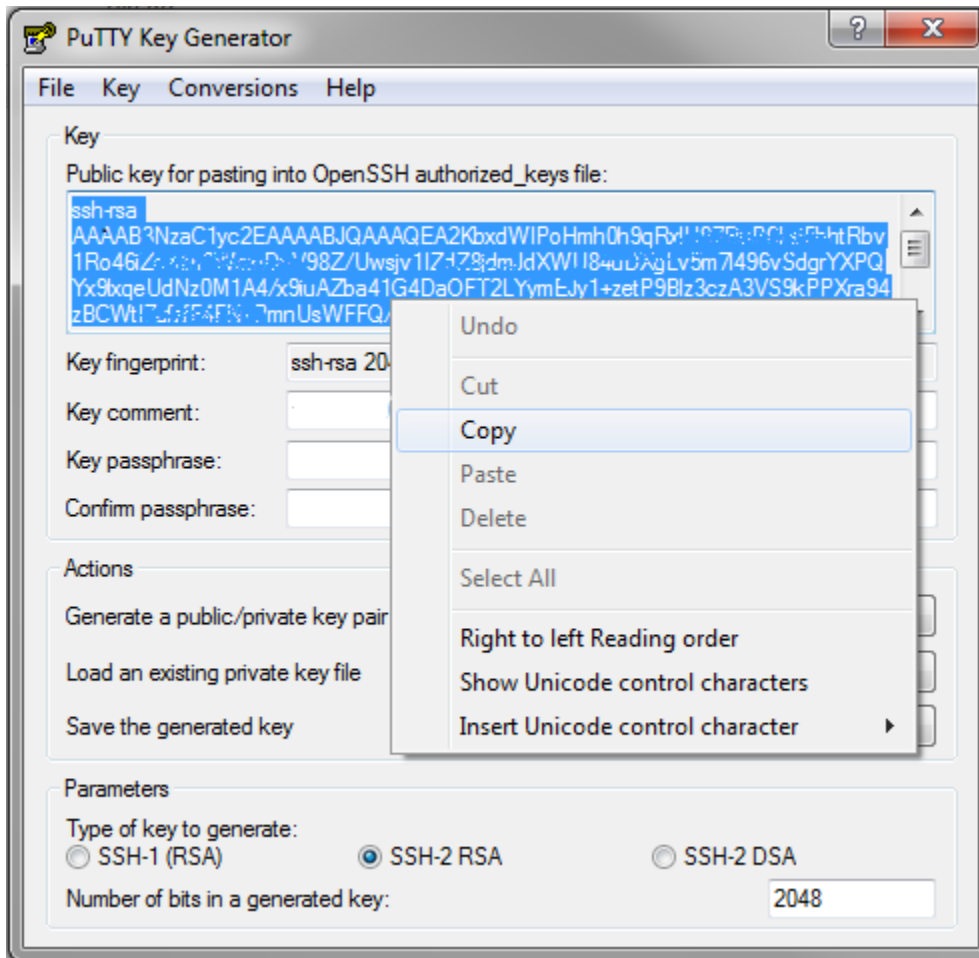 PuTTY Key Generator
File Key Conversions Help
Key
Public key for pasting into OpenSSH authorized_keys file:
ssh-rsa
1Ro46iZ
zBCWt
Undo
Key fingerprint: ssh-rsa
Cut
Key comment:
Copy
Key passphrase:
Paste
Confirm passphrase:
Delete
Actions
Select All
Generate a public/private key pair
Right to left Reading order
Load an existing private key file
Show Unicode control characters
Save the generated key
Insert Unicode control character
Parameters
Type of key to generate:
SSH-1 (RSA) SSH-2 RSA SSH-2 DSA
Number of bits in a generated key: 2048